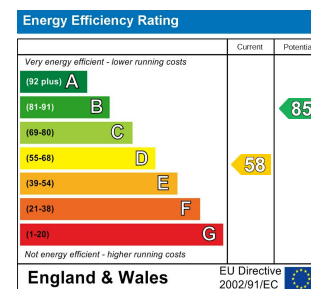 Energy Efficiency Rating
Current Potentia
Very energy efficient - lower running costs
(92 plus) A
(81-91) B
(69-80) C
(55-68) D
(39-54) E
(21-38) F
(1-20) G
58
85
Not energy efficient - higher running costs
England & Wales
EU Directive
2002/91/EC